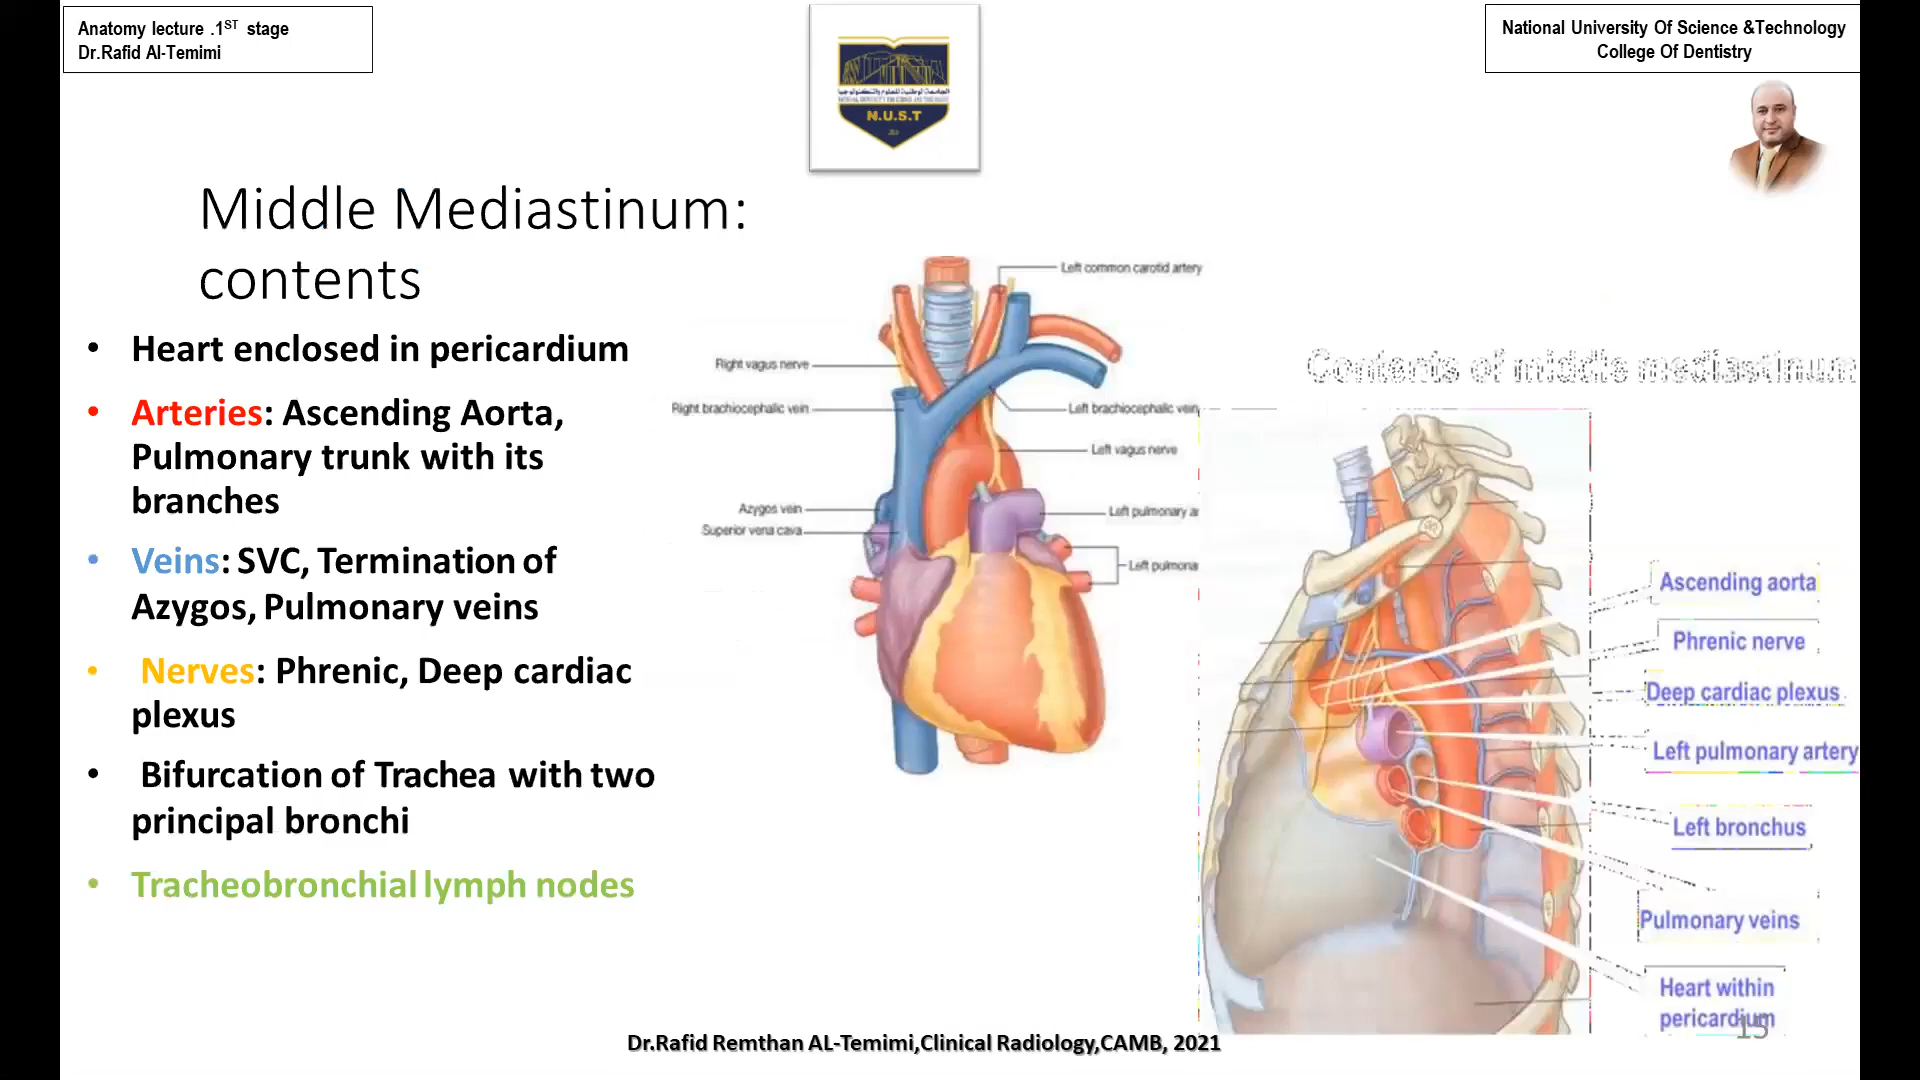 Anatomy lecture .1ST stage
Dr.Rafid Al-Temimi
National University Of Science &Technology
College Of Dentistry
N.U.S.T
Middle Mediastinum:
contents
• Heart enclosed in pericardium
• Arteries: Ascending Aorta,
Pulmonary trunk with its
branches
• Veins: SVC, Termination of
Azygos, Pulmonary veins
• Nerves: Phrenic, Deep cardiac
plexus
• Bifurcation of Trachea with two
principal bronchi
• Tracheobronchial lymph nodes
Left common carotid artery
Right vagus nerve
Right brachiocephalic vein
Left brachiocephalic vein
Left vagus nerve
Azygos vein
Superior vena cava
Left pulmonary a
Left pulmona
Contents of middle mediastinum
Ascending aorta
Phrenic nerve
Deep cardiac plexus
Left pulmonary artery
Left bronchus
Pulmonary veins
Heart within
pericardium
15
Dr.Rafid Remthan AL-Temimi,Clinical Radiology,CAMB, 2021